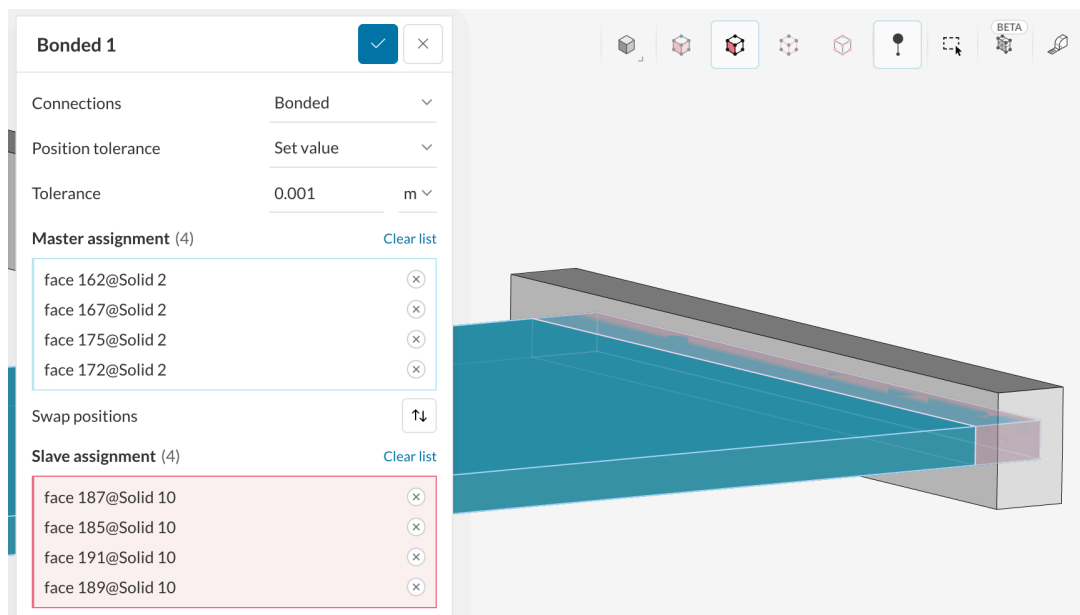 Bonded 1
BETA
Connections Bonded
Position tolerance Set value
Tolerance 0.001 m
Master assignment (4) Clear list
face 162@Solid 2
face 167@Solid 2
face 175@Solid 2
face 172@Solid 2
Swap positions
Slave assignment (4) Clear list
face 187@Solid 10
face 185@Solid 10
face 191@Solid 10
face 189@Solid 10